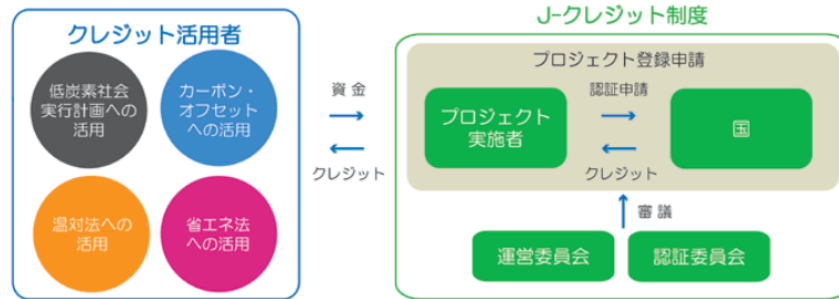 クレジット活用者
低炭素社会
実行計画への
活用
カーボン・
オフセット
への活用
温対法への
活用
省エネ法
への活用
資金
クレジット
J-クレジット制度
プロジェクト登録申請
プロジェクト
実施者
認証申請
クレジット
国
審議
運営委員会
認証委員会